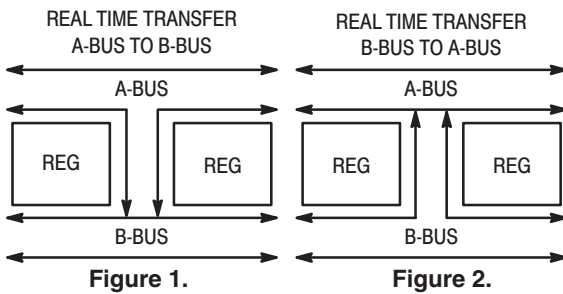 REAL TIME TRANSFER
A-BUS TO B-BUS
A-BUS
REG
REG
B-BUS
Figure 1.
REAL TIME TRANSFER
B-BUS TO A-BUS
A-BUS
REG
REG
B-BUS
Figure 2.